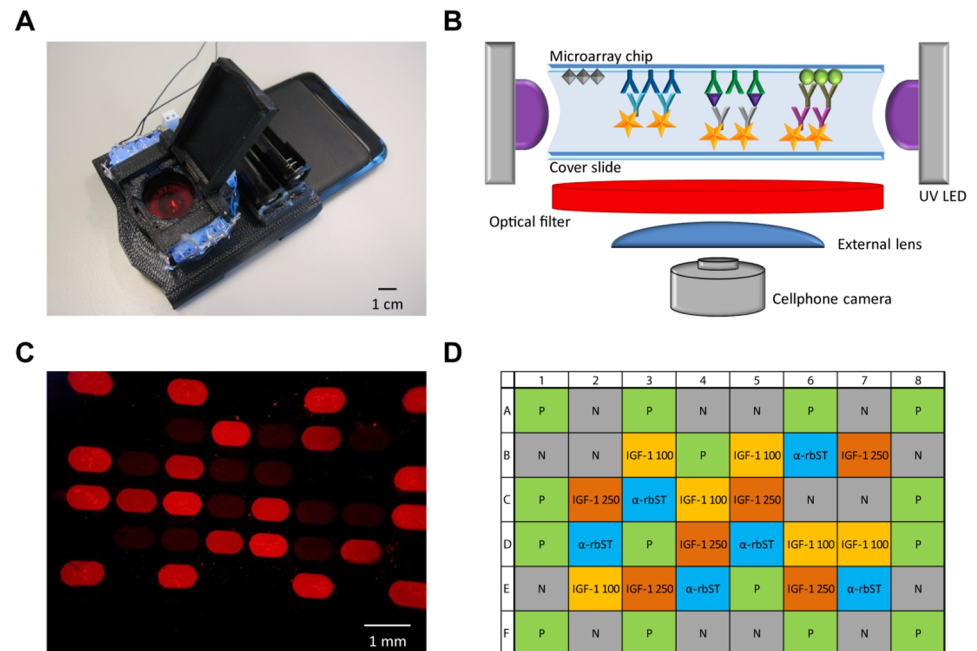 A
1 cm
B
Microarray chip
Cover slide
UV LED
Optical filter
External lens
Cellphone camera
C
1 mm
D
1 2 3 4 5 6 7 8
A P N P N N P N P
B N N IGF-1 100 P IGF-1 100 α-rbST IGF-1 250 N
C P IGF-1 250 α-rbST IGF-1 100 IGF-1 250 N N P
D P α-rbST P IGF-1 250 α-rbST IGF-1 100 IGF-1 100 P
E N IGF-1 100 IGF-1 250 α-rbST P IGF-1 250 α-rbST N
F P N P N N P N P